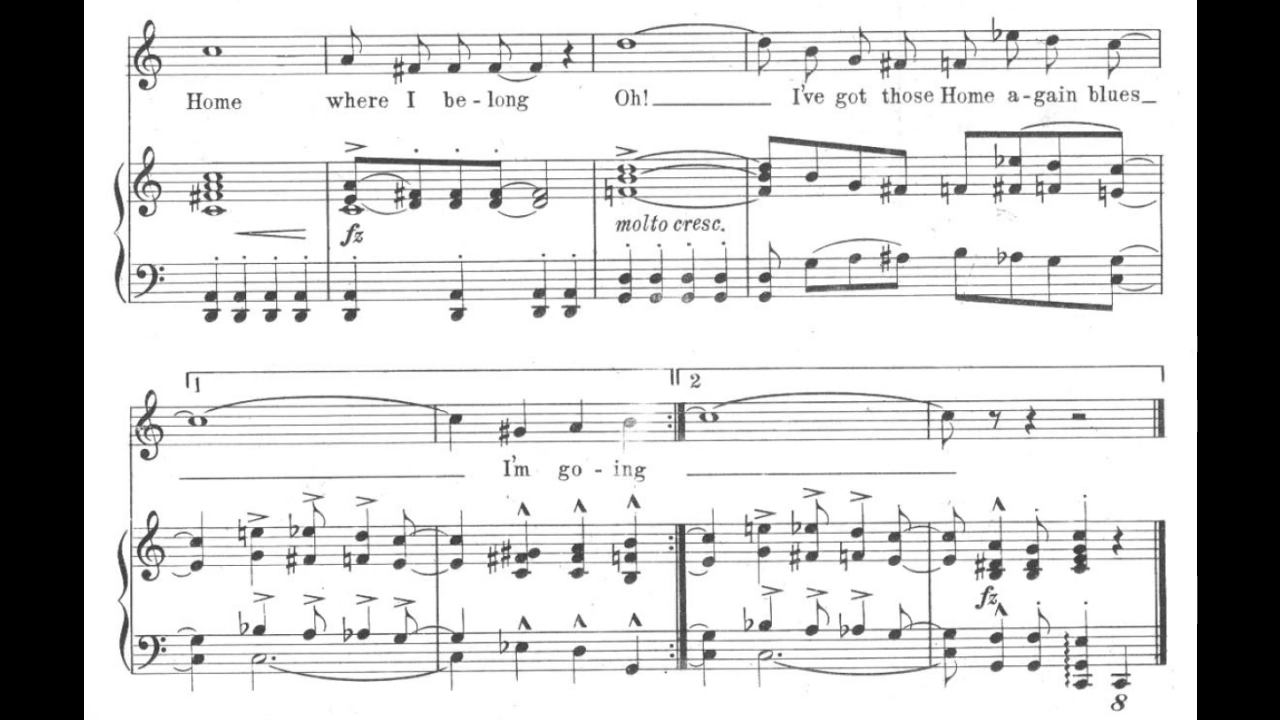 Home where I be-long Oh! I've got those Home a-gain blues
fz molto cresc.
1 2
I'm go-ing
fz
8